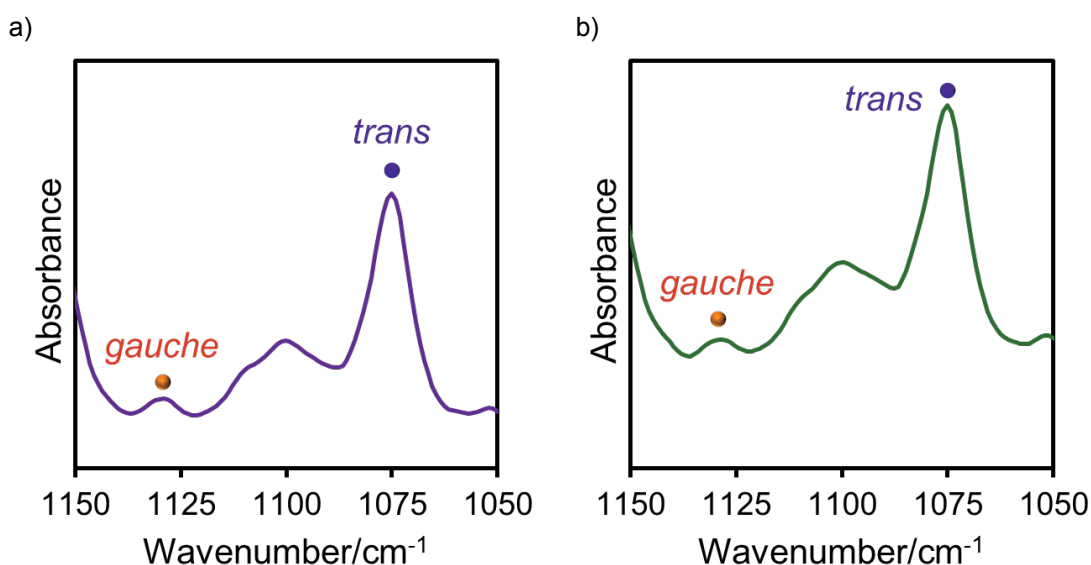 a)
trans
gauche
Absorbance
1150 1125 1100 1075 1050
Wavenumber/cm⁻¹
b)
trans
gauche
Absorbance
1150 1125 1100 1075 1050
Wavenumber/cm⁻¹